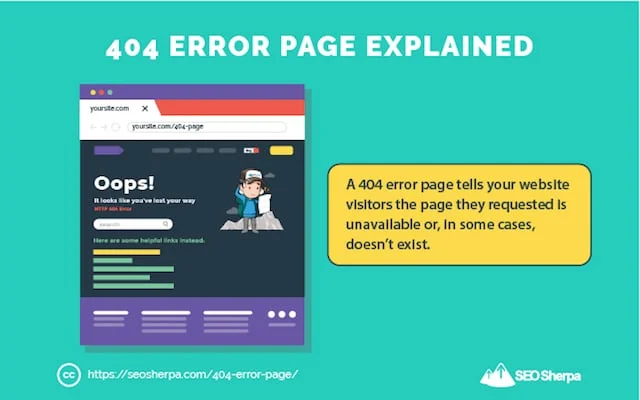 404 ERROR PAGE EXPLAINED
yoursite.com
yoursite.com/404-page
Oops!
It looks like you've lost your way
HTTP 404 Error
search
Here are some helpful links instead:
A 404 error page tells your website
visitors the page they requested is
unavailable or, in some cases,
doesn't exist.
cc
https://seosherpa.com/404-error-page/
SEO Sherpa